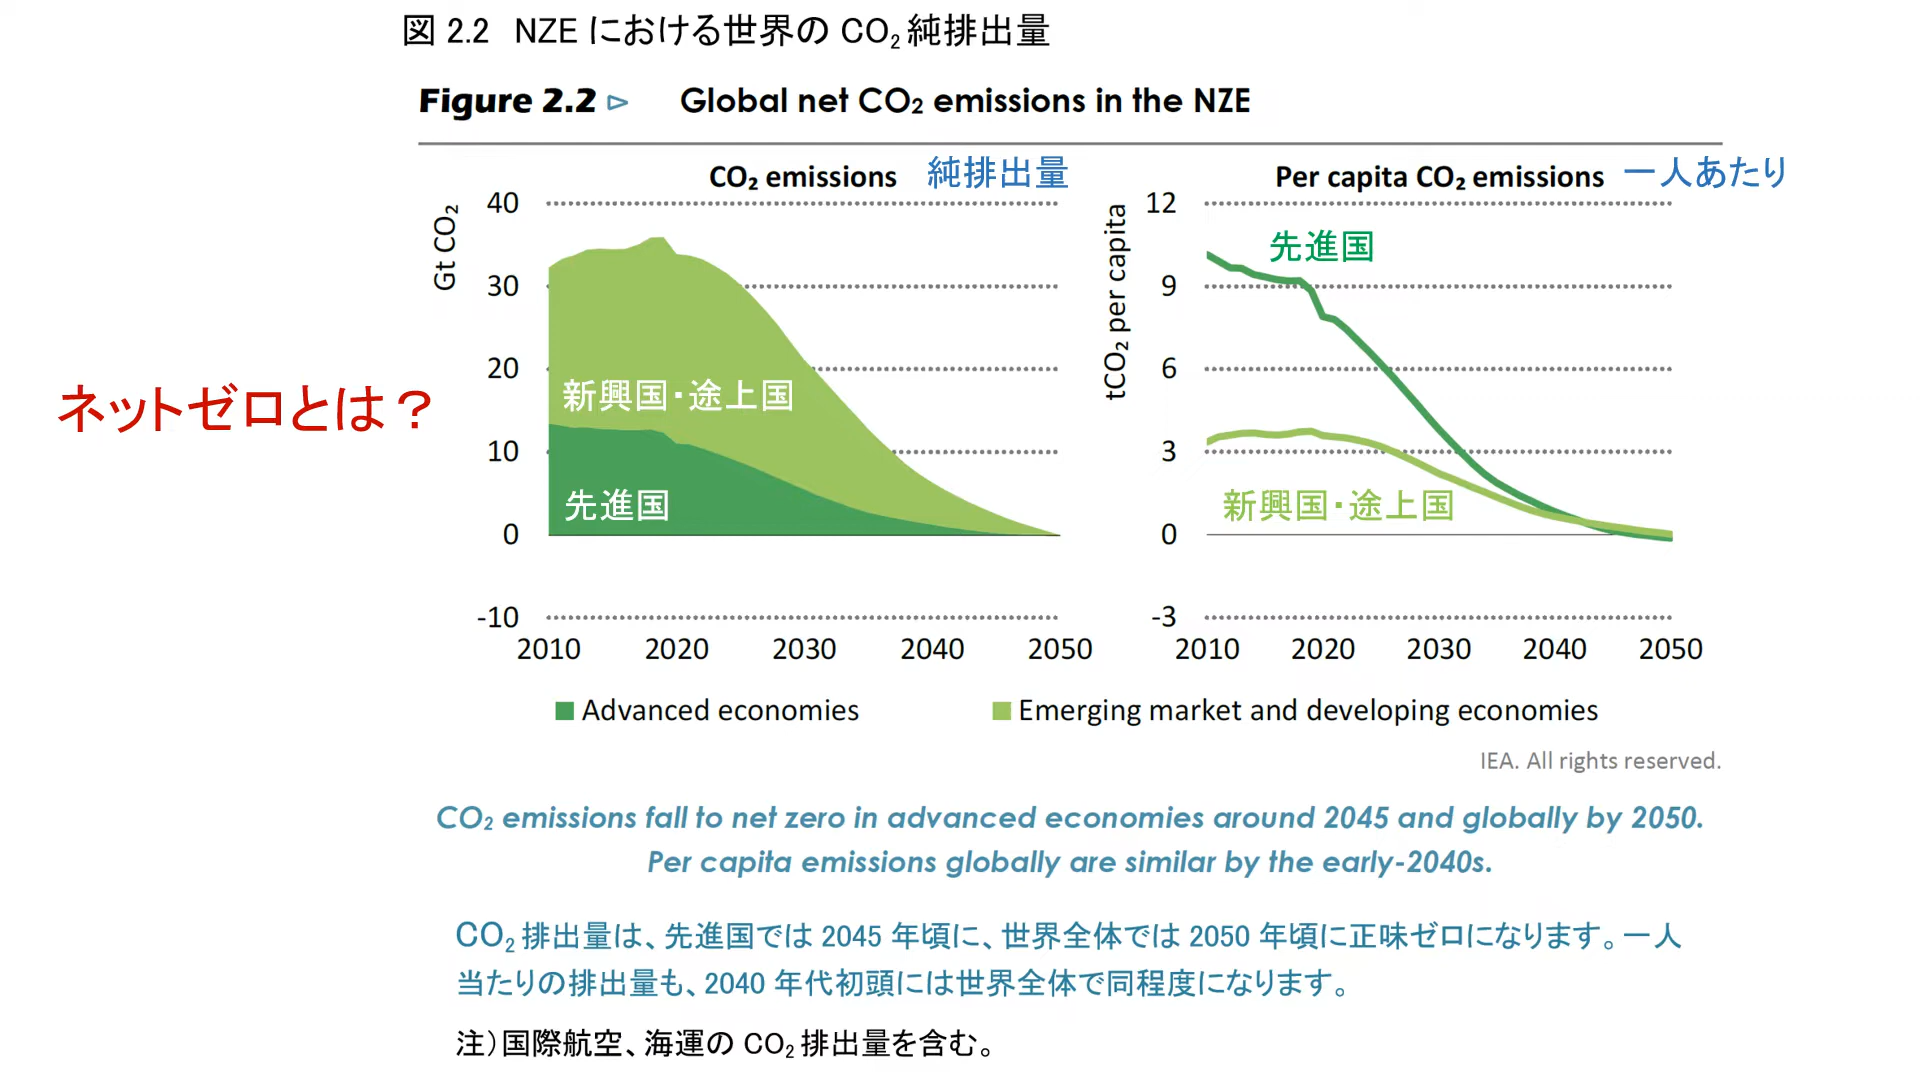 図 2.2 NZE における世界の CO₂ 純排出量
Figure 2.2 ▷ Global net CO₂ emissions in the NZE
CO₂ emissions 純排出量
Gt CO₂
40
30
20
10
0
-10
新興国・途上国
先進国
2010 2020 2030 2040 2050
Per capita CO₂ emissions 一人あたり
tCO₂ per capita
12
9
6
3
0
-3
先進国
新興国・途上国
2010 2020 2030 2040 2050
ネットゼロとは？
Advanced economies
Emerging market and developing economies
IEA. All rights reserved.
CO₂ emissions fall to net zero in advanced economies around 2045 and globally by 2050.
Per capita emissions globally are similar by the early-2040s.
CO₂ 排出量は、先進国では 2045 年頃に、世界全体では 2050 年頃に正味ゼロになります。一人
当たりの排出量も、2040 年代初頭には世界全体で同程度になります。
注）国際航空、海運の CO₂ 排出量を含む。